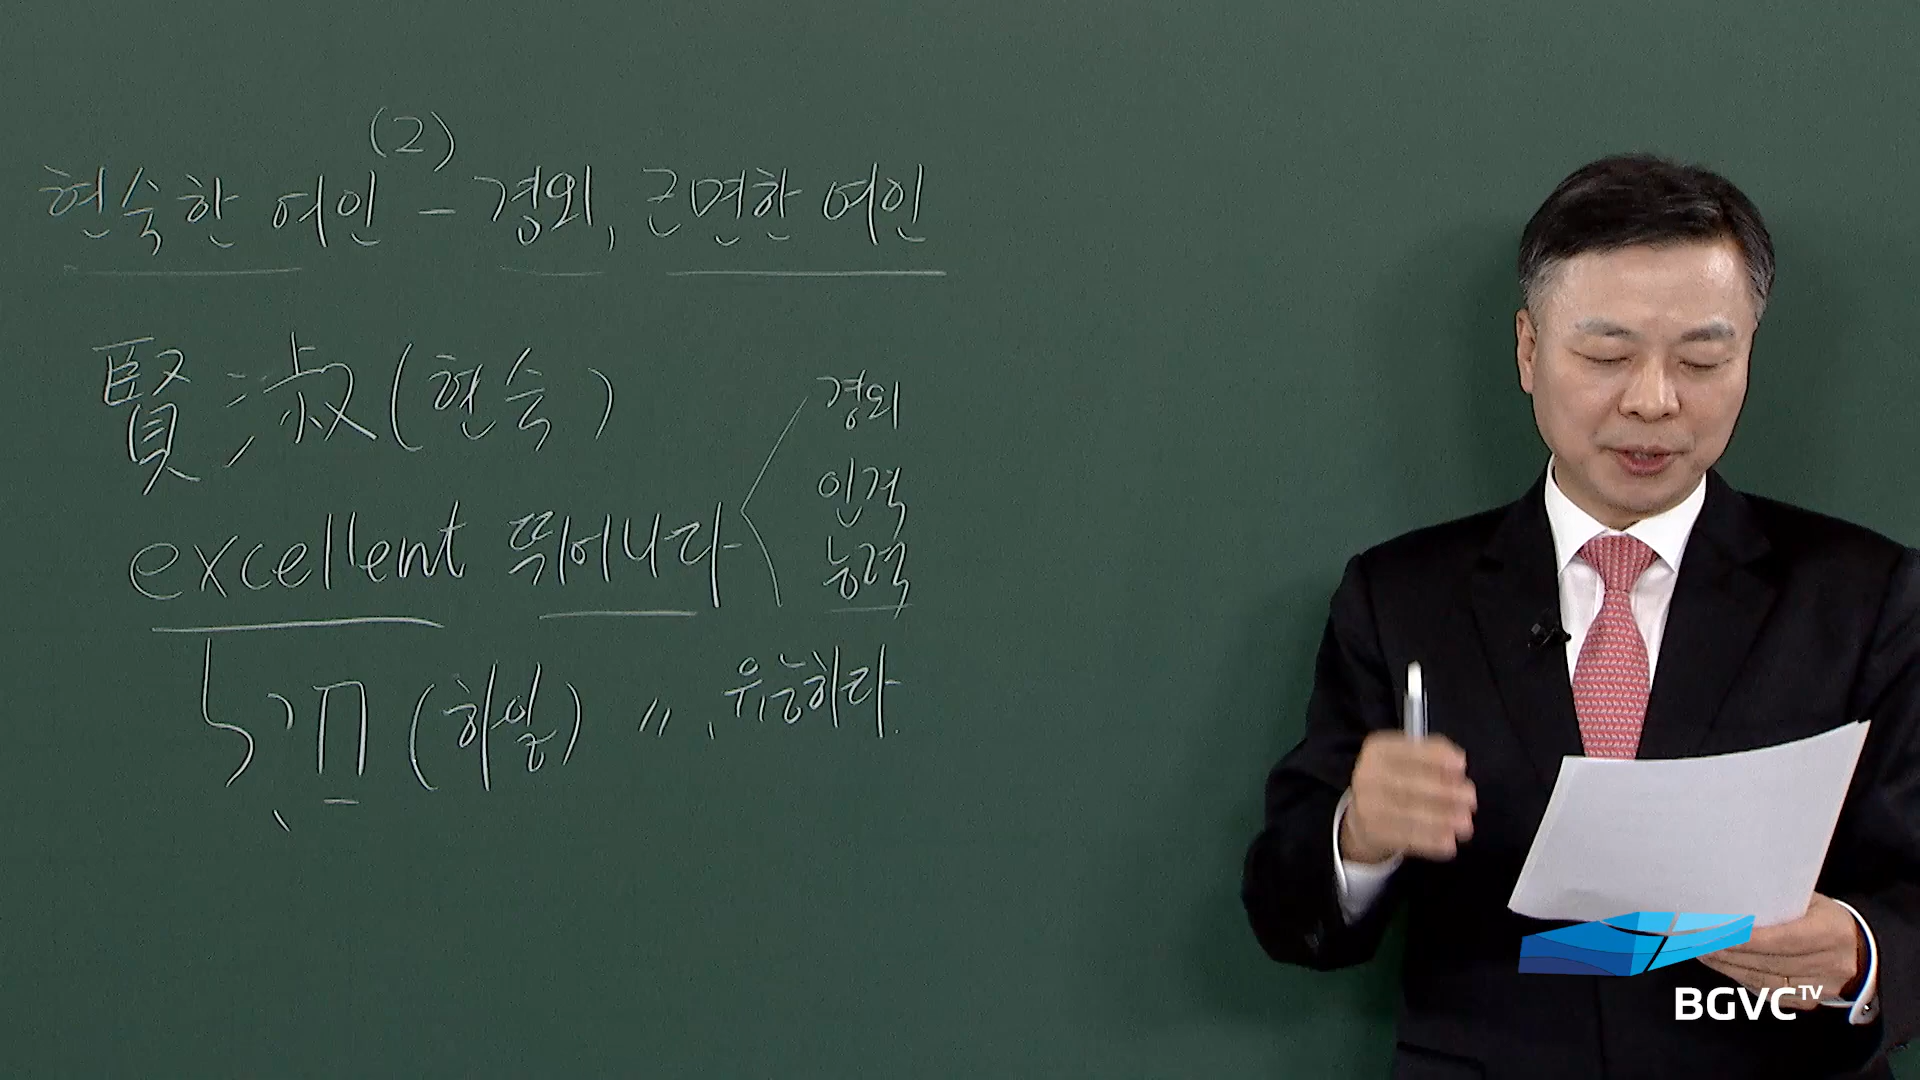 (2)
현숙한 여인 - 경외, 근면한 여인
賢淑(현숙)
경외
인격
excellent 뛰어나다
능력
חיל (하일) 〃, 유능하다.
BGVC TV